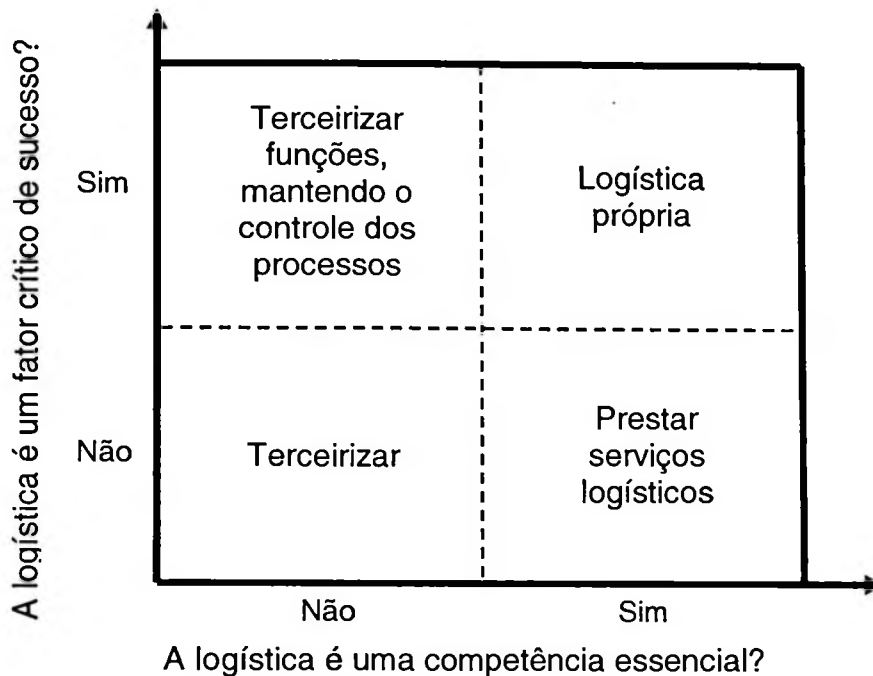 A logística é um fator crítico de sucesso?
Sim
Terceirizar
funções,
mantendo o
controle dos
processos
Logística
própria
Não
Terceirizar
Prestar
serviços
logísticos
Não
Sim
A logística é uma competência essencial?